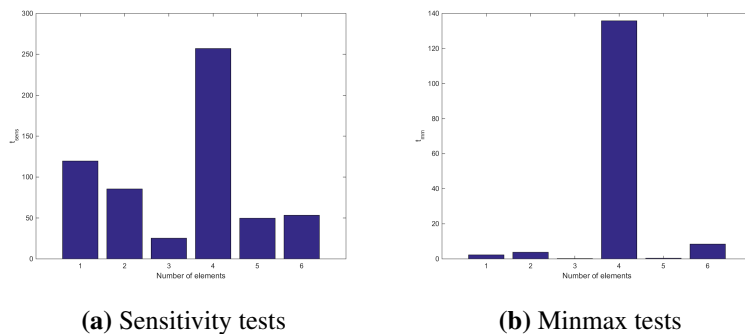 300
250
200
150
100
50
0
t_sens
1 2 3 4 5 6
Number of elements
(a) Sensitivity tests
140
120
100
80
60
40
20
0
t_mm
1 2 3 4 5 6
Number of elements
(b) Minmax tests